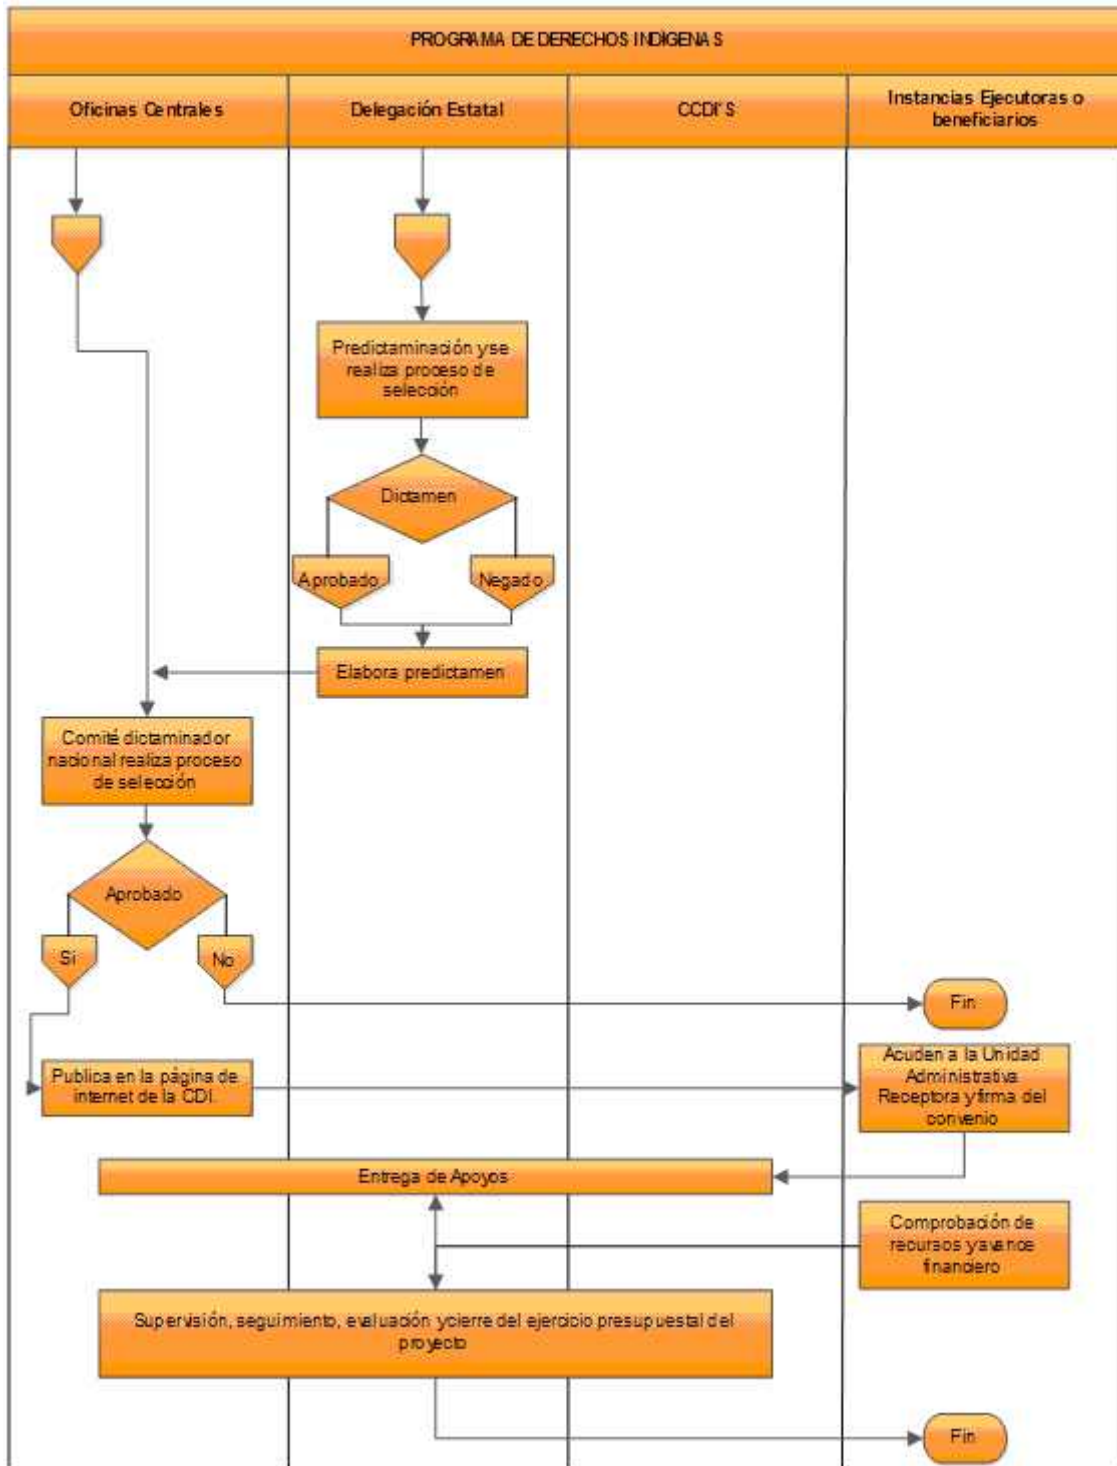 PROGRAMA DE DERECHOS INDÍGENAS
Oficinas Centrales
Delegación Estatal
CCDI'S
Instancias Ejecutoras o
beneficiarios
Predictaminación y se
realiza proceso de
selección
Dictamen
Aprobado
Negado
Elabora predictamen
Comité dictaminador
nacional realiza proceso
de selección
Aprobado
Si
No
Fin
Publica en la página de
internet de la CDI.
Acuden a la Unidad
Administrativa
Receptora y firma del
convenio
Entrega de Apoyos
Comprobación de
recursos y avance
financiero
Supervisión, seguimiento, evaluación y cierre del ejercicio presupuestal del
proyecto
Fin